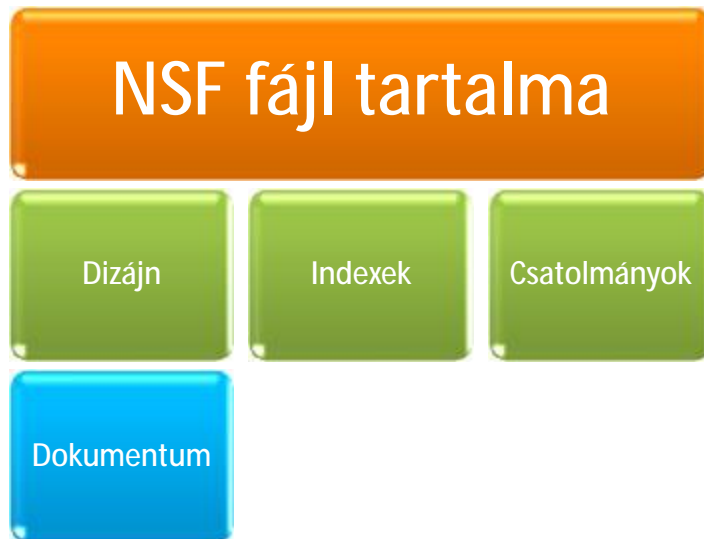 NSF fájl tartalma
Dizájn
Indexek
Csatolmányok
Dokumentum